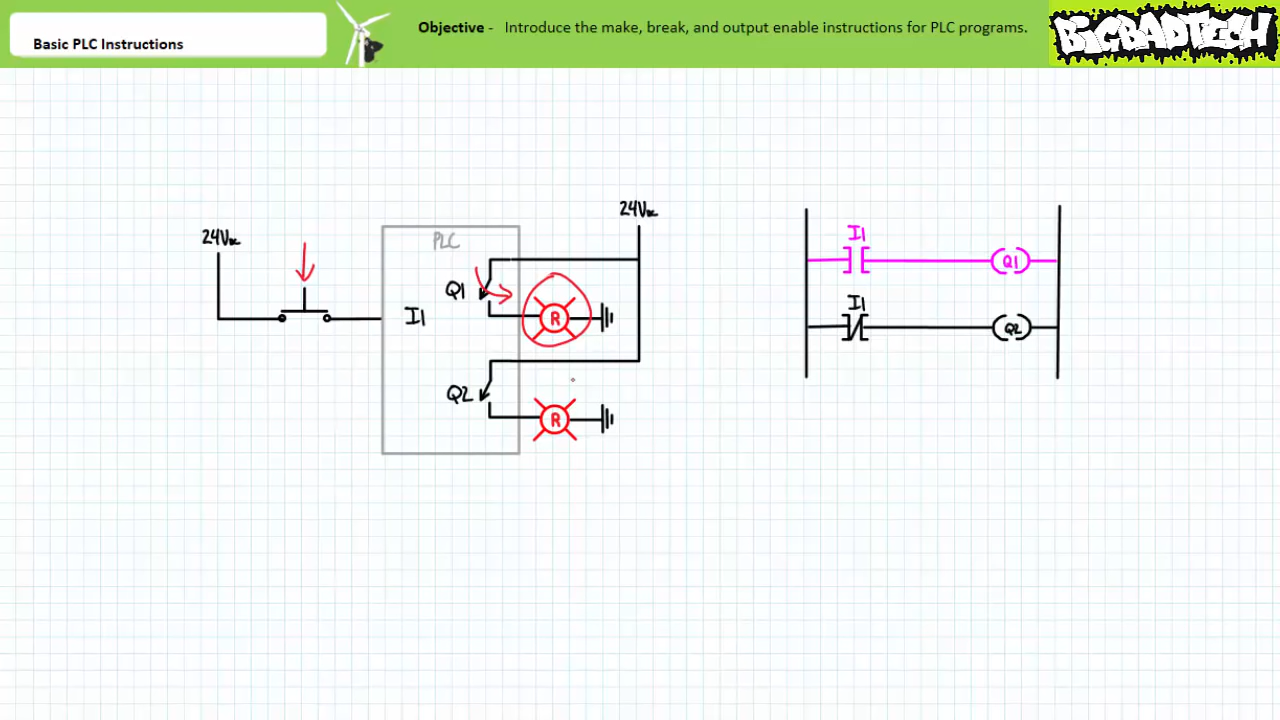 Basic PLC Instructions
Objective - Introduce the make, break, and output enable instructions for PLC programs.
BIGBADTECH
24VDC
24VDC
PLC
Q1
I1
R
Q2
R
I1
Q1
I1
Q2